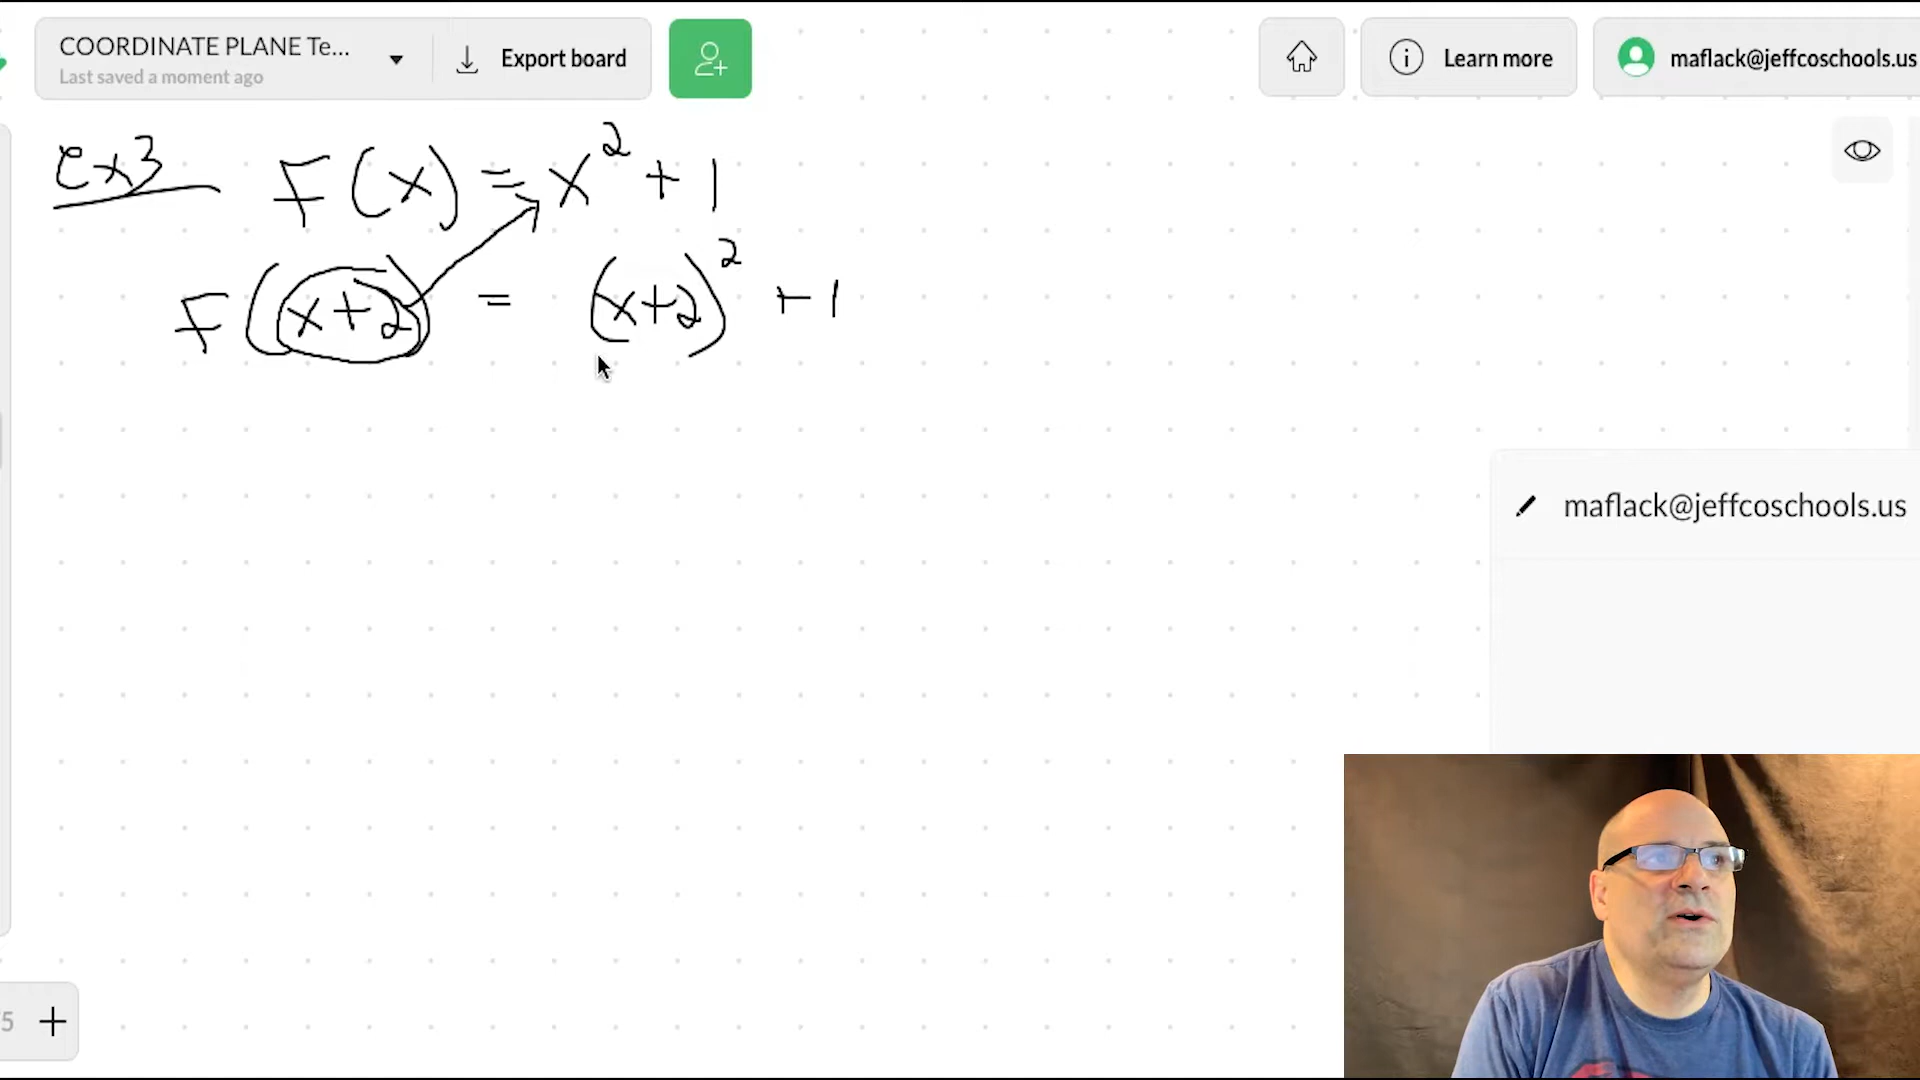 COORDINATE PLANE Te...
Last saved a moment ago
Export board
Learn more
maflack@jeffcoschools.us
Ex3 F(x) = x² + 1
F(x+2) = (x+2)² + 1
maflack@jeffcoschools.us
5 +